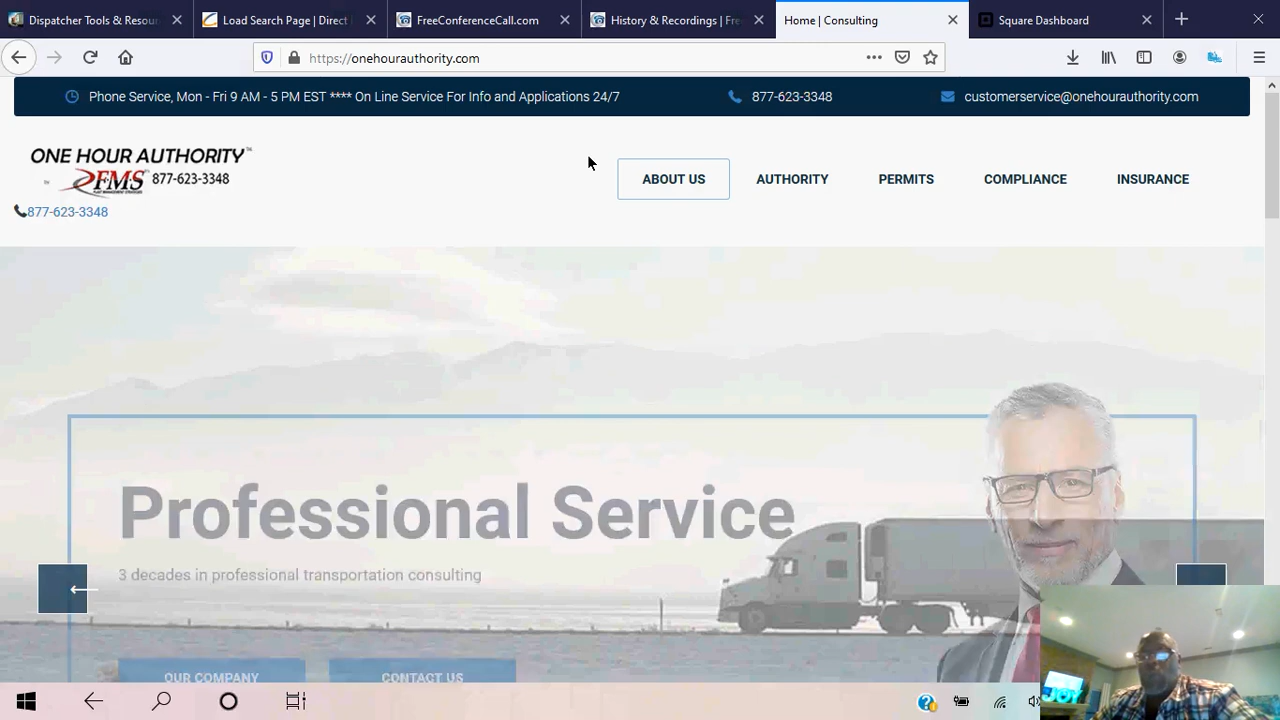 Dispatcher Tools & Resour
Load Search Page | Direct
FreeConferenceCall.com
History & Recordings | Fre
Home | Consulting
Square Dashboard
https://onehourauthority.com
Phone Service, Mon - Fri 9 AM - 5 PM EST **** On Line Service For Info and Applications 24/7
877-623-3348
customerservice@onehourauthority.com
ONE HOUR AUTHORITY™
FMS 877-623-3348
877-623-3348
ABOUT US
AUTHORITY
PERMITS
COMPLIANCE
INSURANCE
Professional Service
3 decades in professional transportation consulting
OUR COMPANY
CONTACT US
JOY